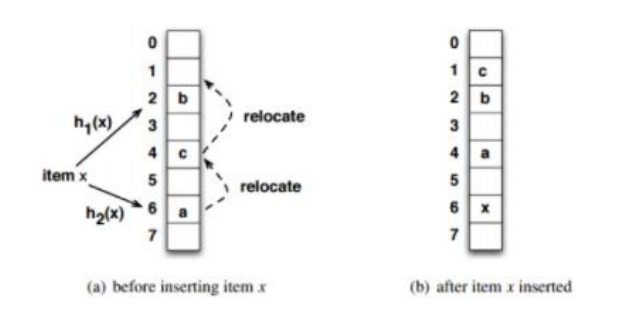 0
1
2 b
3
4 c
5
6 a
7
h1(x)
item x
h2(x)
relocate
relocate
(a) before inserting item x
0
1 c
2 b
3
4 a
5
6 x
7
(b) after item x inserted